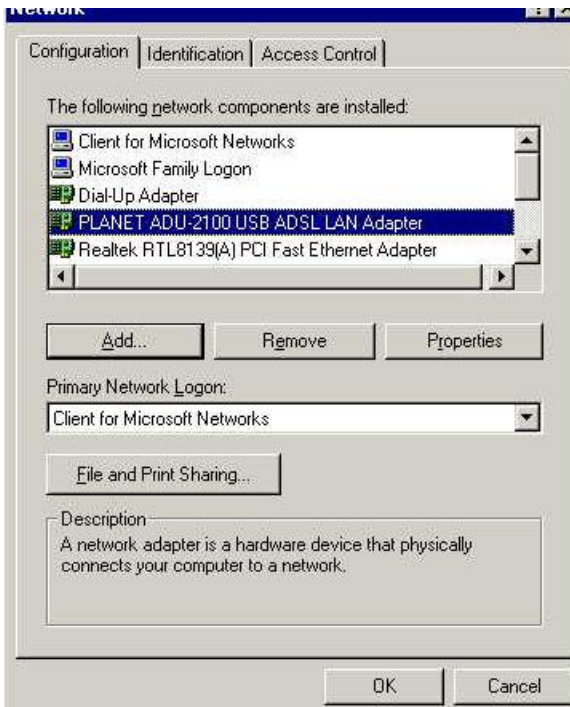 Network
Configuration Identification Access Control
The following network components are installed:
Client for Microsoft Networks
Microsoft Family Logon
Dial-Up Adapter
PLANET ADU-2100 USB ADSL LAN Adapter
Realtek RTL8139(A) PCI Fast Ethernet Adapter
Add... Remove Properties
Primary Network Logon:
Client for Microsoft Networks
File and Print Sharing...
Description
A network adapter is a hardware device that physically
connects your computer to a network.
OK Cancel